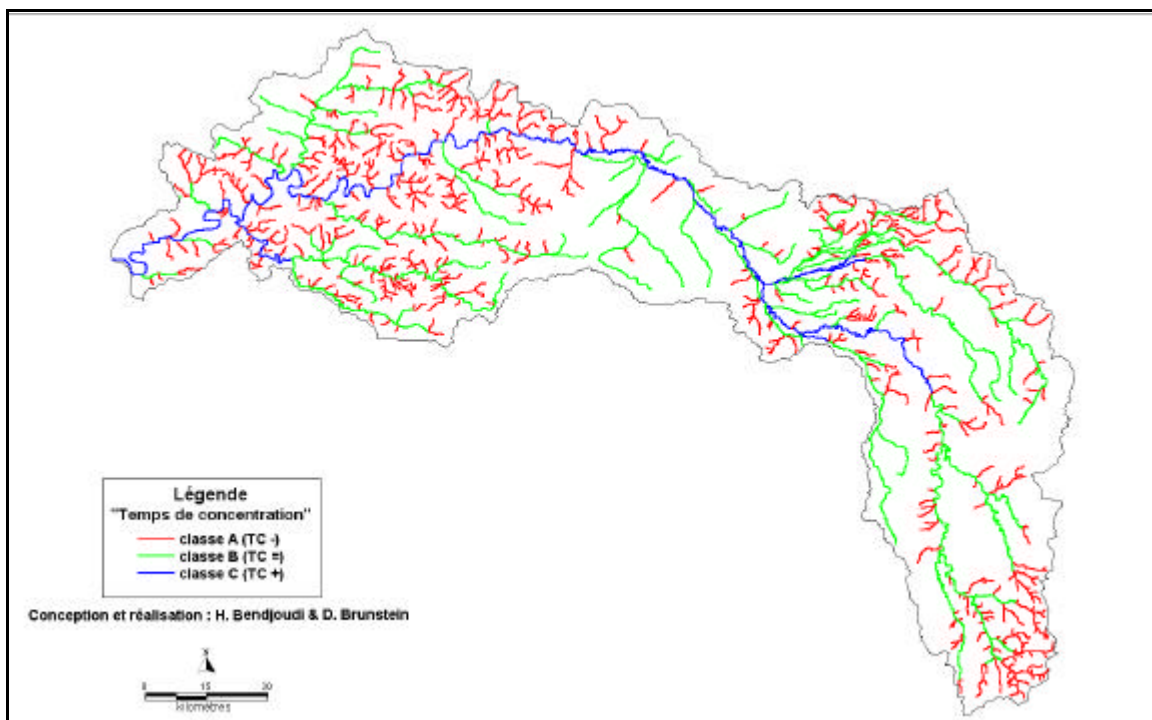 Légende
"Temps de concentration"
classe A (TC -)
classe B (TC =)
classe C (TC +)
Conception et réalisation : H. Bendjoudi & D. Brunstein
0 15 30
kilomètres